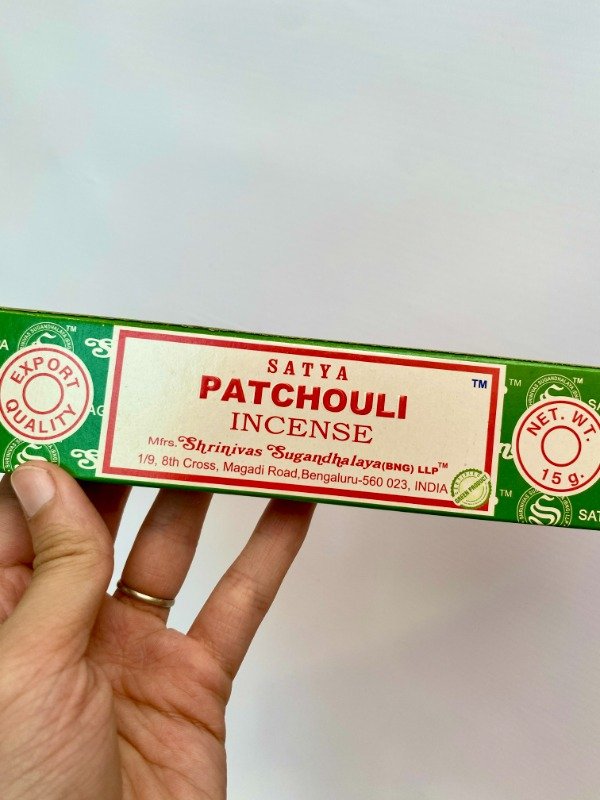 EXPORT
QUALITY
SATYA
TM
PATCHOULI
INCENSE
Mfrs. Shrinivas Sugandhalaya (BNG) LLP™
1/9, 8th Cross, Magadi Road, Bengaluru-560 023, INDIA
NET. WT.
15 g.